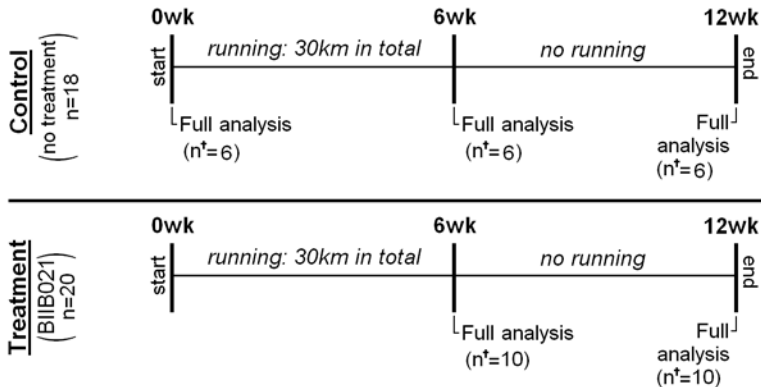 0wk 6wk 12wk
Control
(no treatment)
n=18
start
running: 30km in total
no running
end
Full analysis
(n†=6)
Full analysis
(n†=6)
Full
analysis
(n†=6)
0wk 6wk 12wk
Treatment
(BIIB021)
n=20
start
running: 30km in total
no running
end
Full analysis
(n†=10)
Full
analysis
(n†=10)